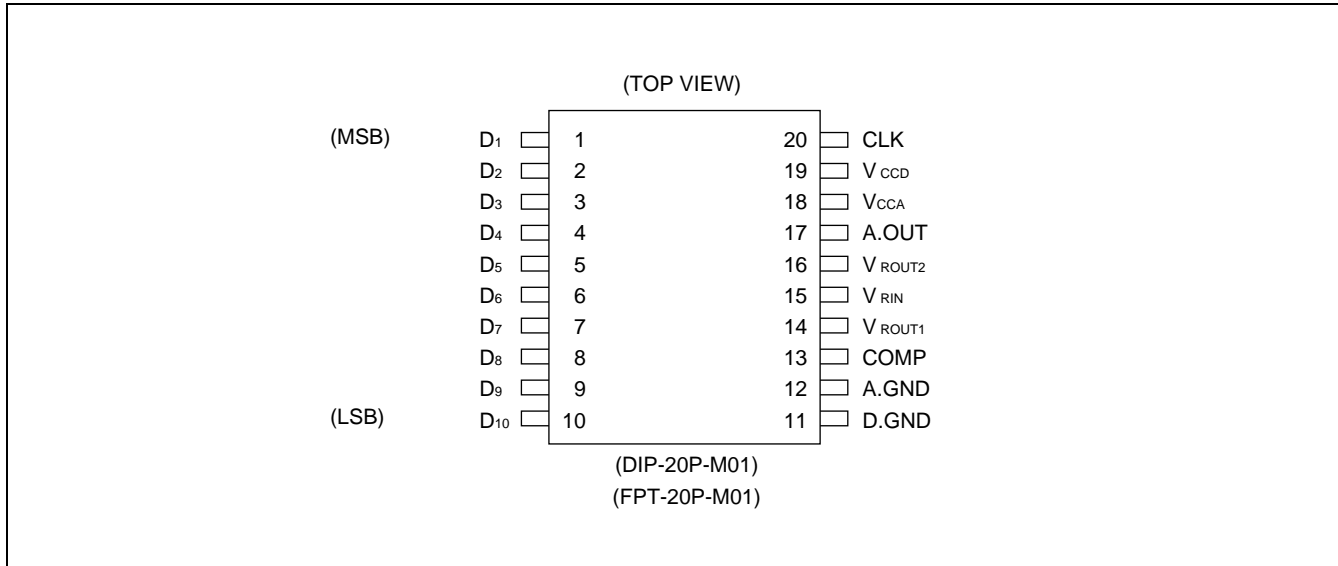 (TOP VIEW)
(MSB) D1 1 20 CLK
D2 2 19 VCCD
D3 3 18 VCCA
D4 4 17 A.OUT
D5 5 16 VROUT2
D6 6 15 VRIN
D7 7 14 VROUT1
D8 8 13 COMP
D9 9 12 A.GND
(LSB) D10 10 11 D.GND
(DIP-20P-M01)
(FPT-20P-M01)